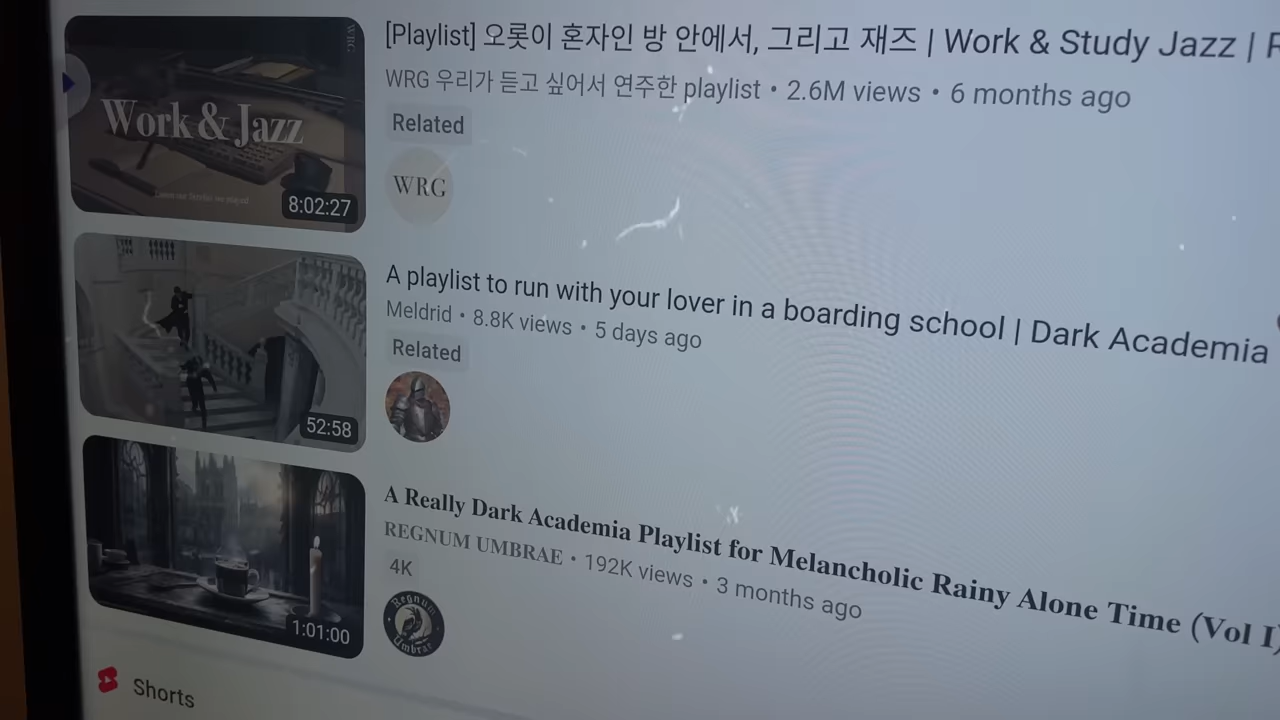 [Playlist] 오롯이 혼자인 방 안에서, 그리고 재즈 | Work & Study Jazz |
WRG
Work & Jazz
8:02:27
WRG 우리가 듣고 싶어서 연주한 playlist • 2.6M views • 6 months ago
Related
WRG
A playlist to run with your lover in a boarding school | Dark Academia
Meldrid • 8.8K views • 5 days ago
Related
52:58
A Really Dark Academia Playlist for Melancholic Rainy Alone Time (Vol I)
REGNUM UMBRAE • 192K views • 3 months ago
4K
Regnum
Umbrae
1:01:00
Shorts